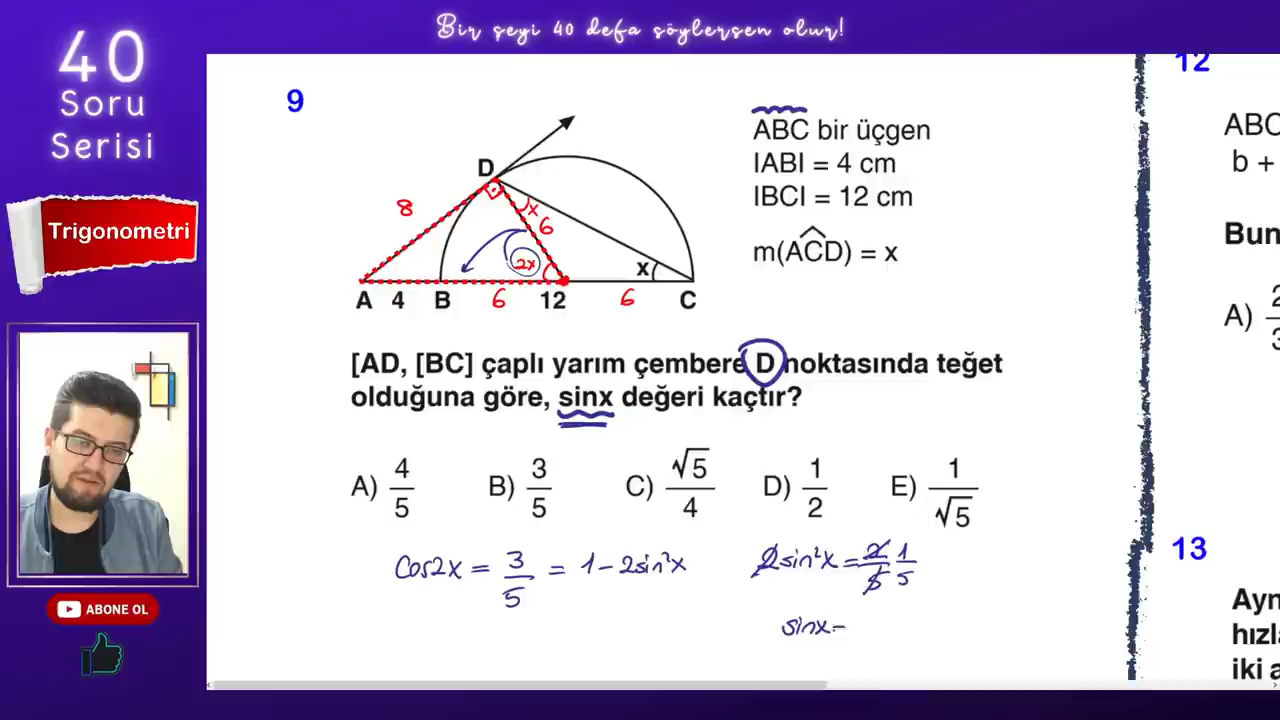 Bir şeyi 40 defa söylersen olur!
40
Soru
Serisi
Trigonometri
ABONE OL
9
D
8
x
6
2x
x
A 4 B 6 12 6 C
ABC bir üçgen
IABI = 4 cm
IBCI = 12 cm
m(ACD) = x
[AD, [BC] çaplı yarım çembere D noktasında teğet
olduğuna göre, sinx değeri kaçtır?
A) 4/5 B) 3/5 C) √5/4 D) 1/2 E) 1/√5
Cos2x = 3/5 = 1 - 2sin²x
2sin²x = 2/5 1/5
sinx=
12
ABC
b +
Bun
A) 2/3
13
Ayn
hızla
iki a